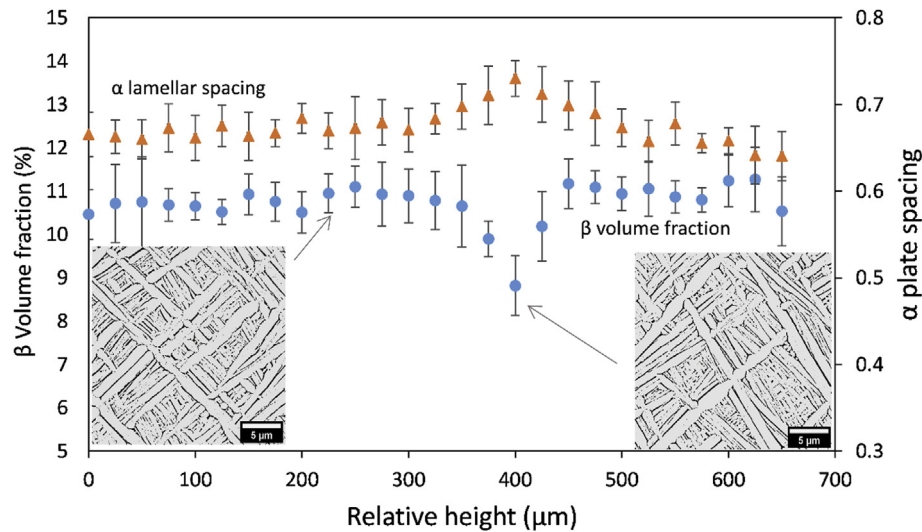 15
14
13
12
11
10
9
8
7
6
5
β Volume fraction (%)
α lamellar spacing
β volume fraction
5 μm
5 μm
0.8
0.7
0.6
0.5
0.4
0.3
α plate spacing
0 100 200 300 400 500 600 700
Relative height (μm)